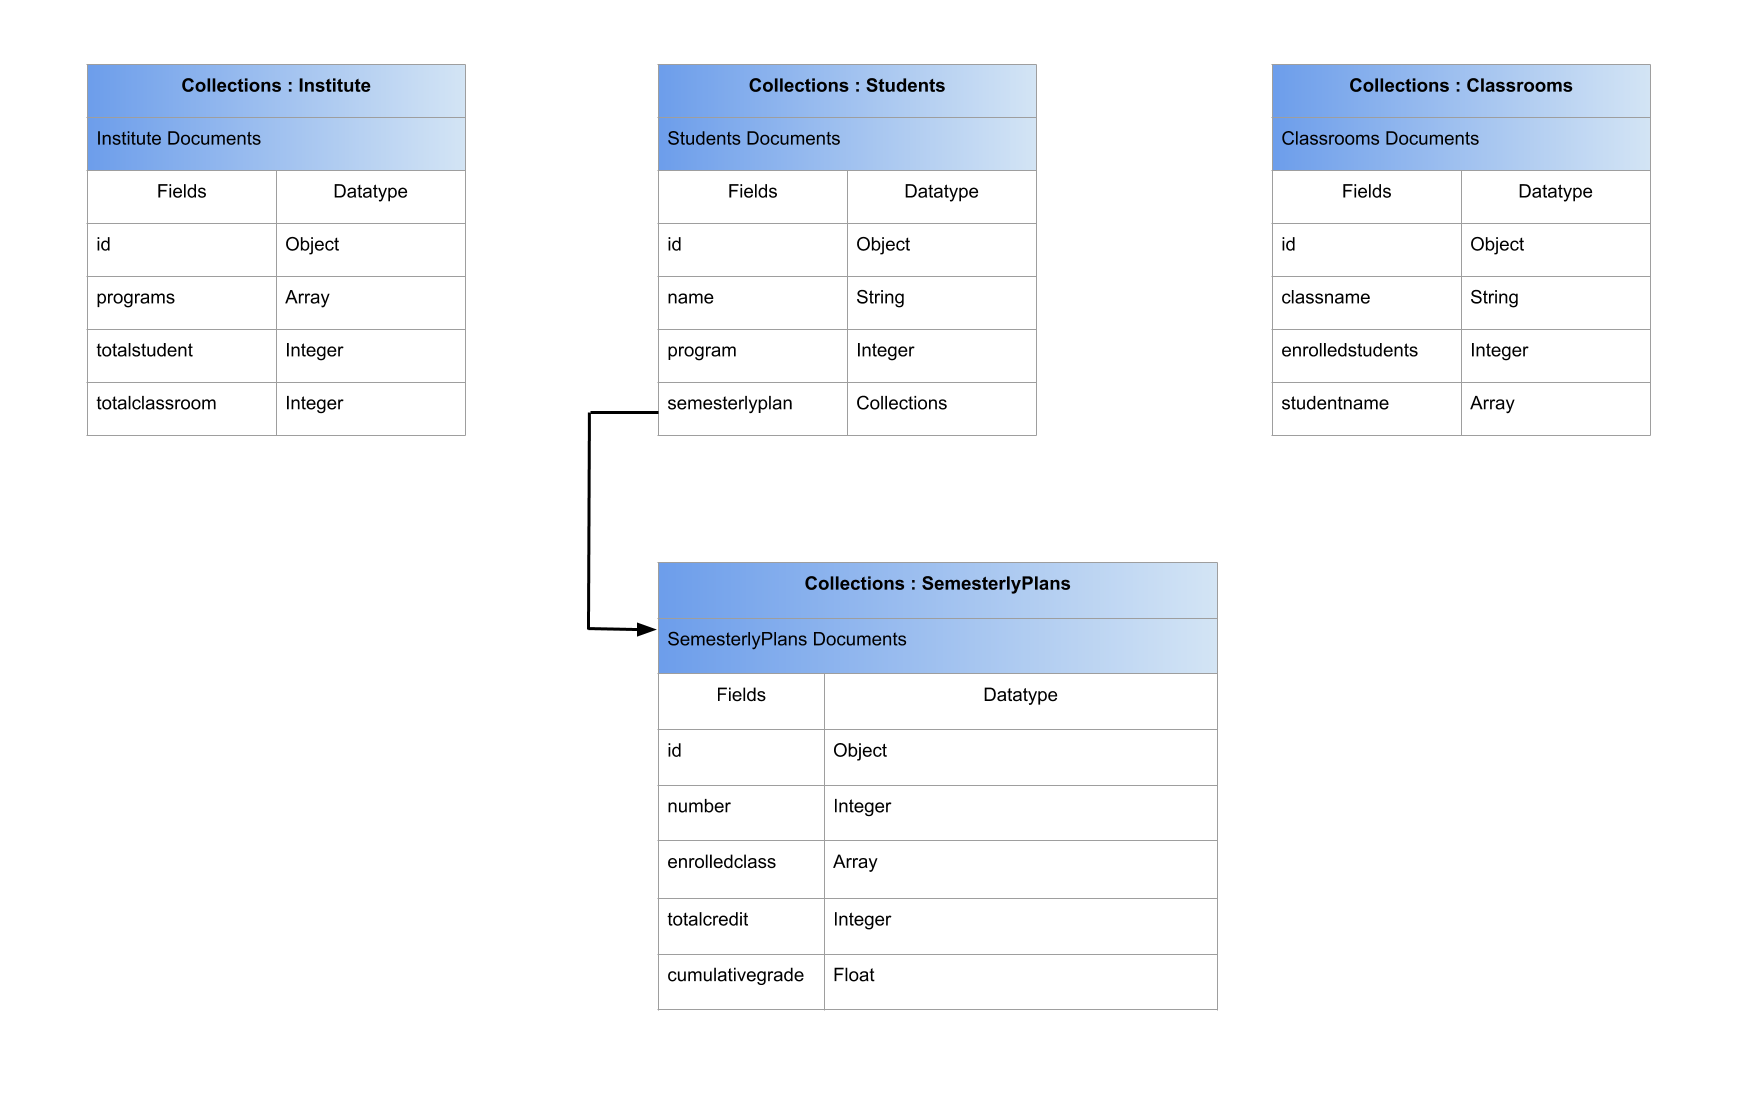 Collections : Institute
Institute Documents
Fields Datatype
id Object
programs Array
totalstudent Integer
totalclassroom Integer
Collections : Students
Students Documents
Fields Datatype
id Object
name String
program Integer
semesterlyplan Collections
Collections : Classrooms
Classrooms Documents
Fields Datatype
id Object
classname String
enrolledstudents Integer
studentname Array
Collections : SemesterlyPlans
SemesterlyPlans Documents
Fields Datatype
id Object
number Integer
enrolledclass Array
totalcredit Integer
cumulativegrade Float